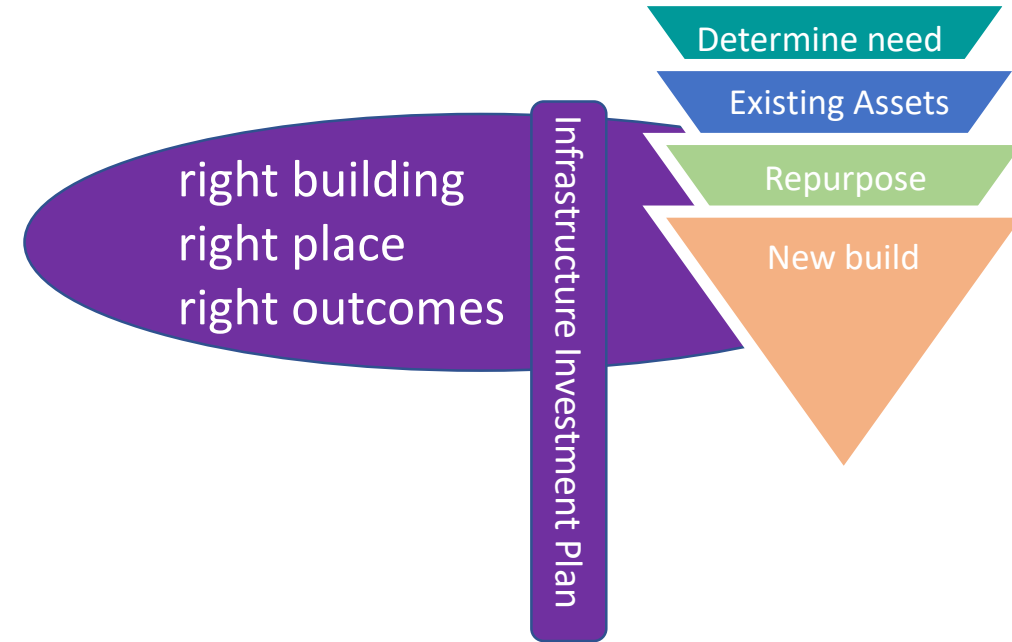 right building
right place
right outcomes
Infrastructure Investment Plan
Determine need
Existing Assets
Repurpose
New build